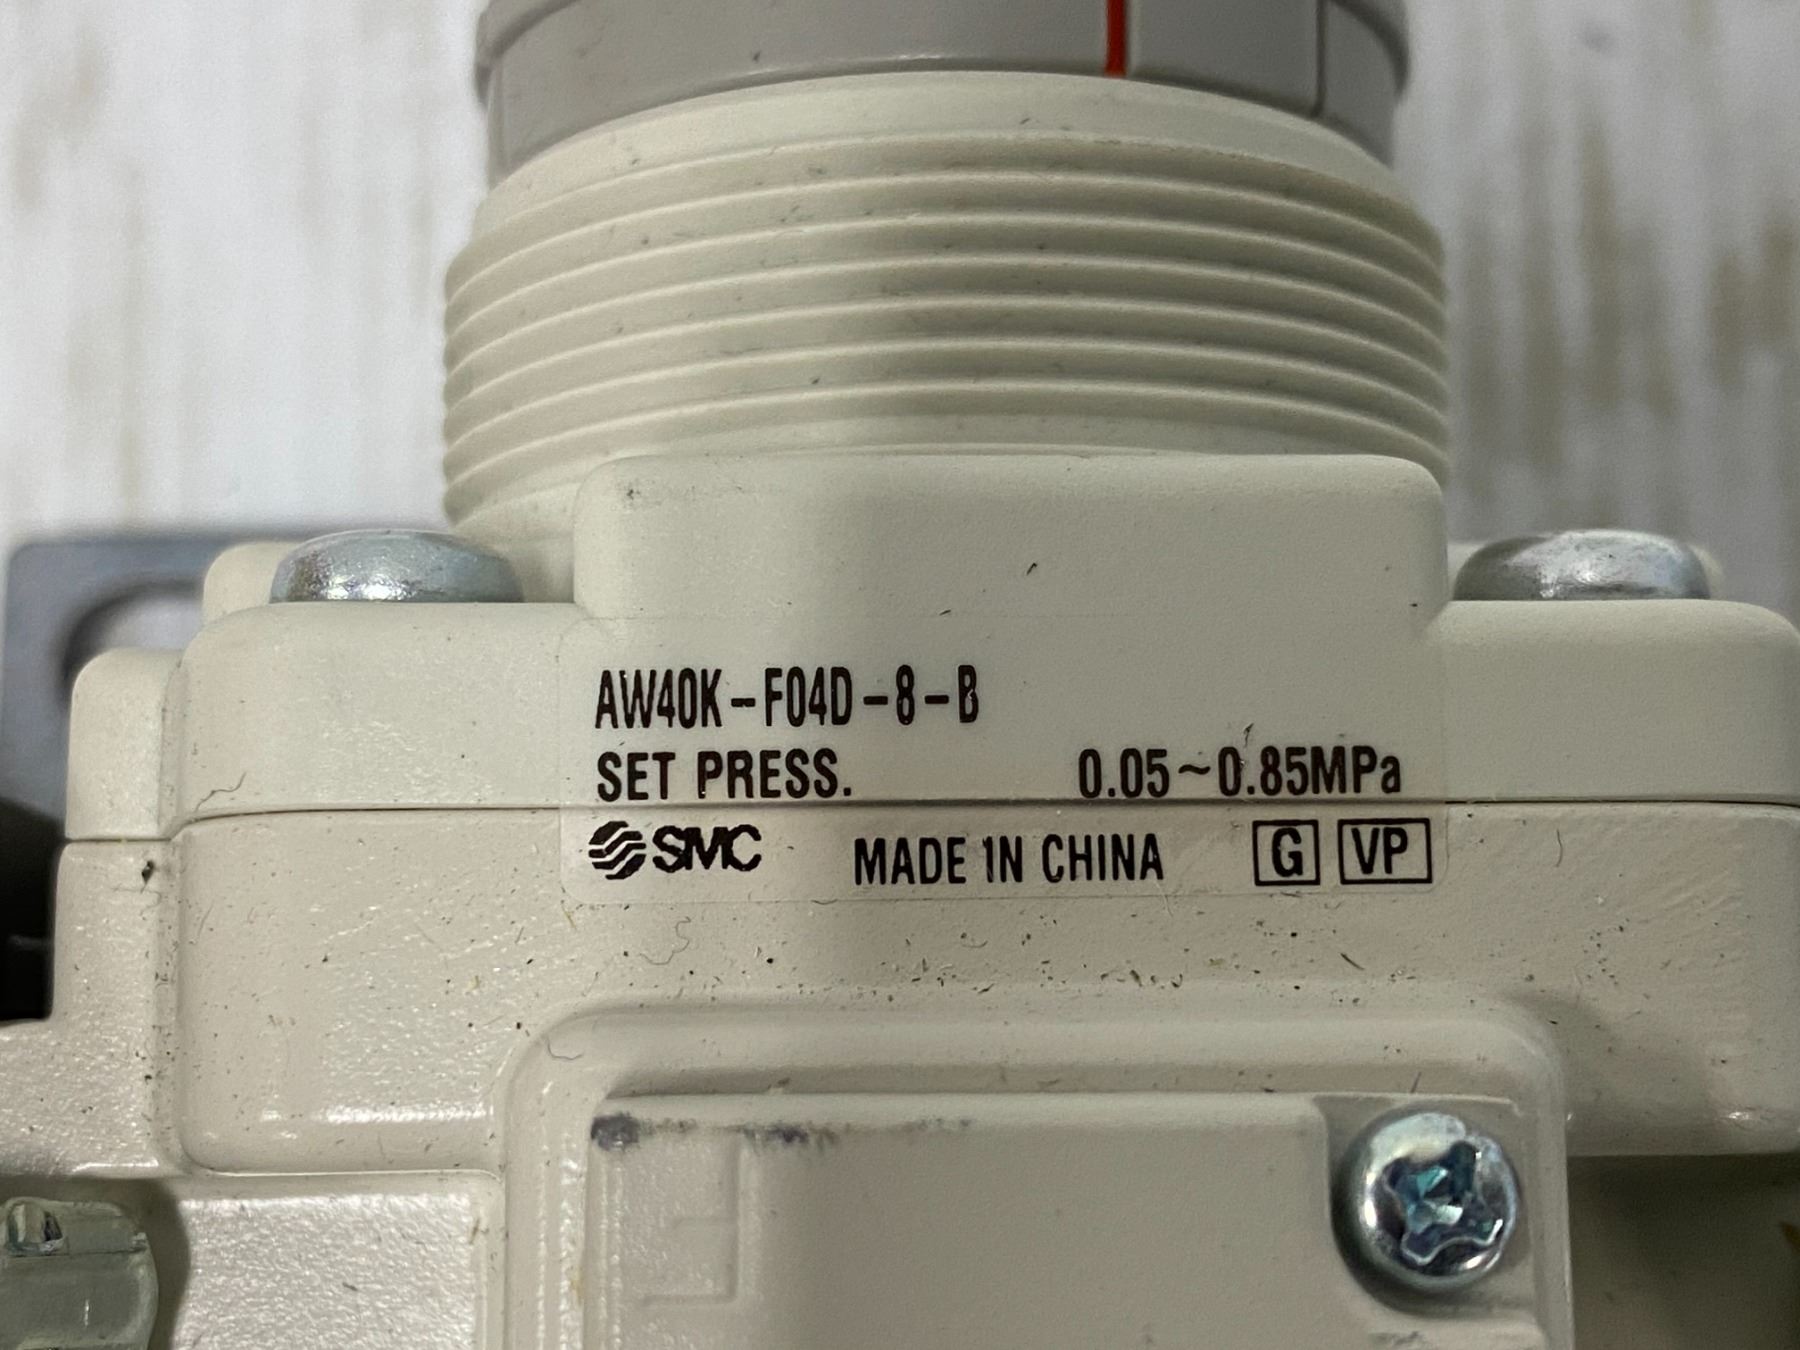 AW40K-F04D-8-B
SET PRESS. 0.05~0.85MPa
SMC MADE IN CHINA G VP